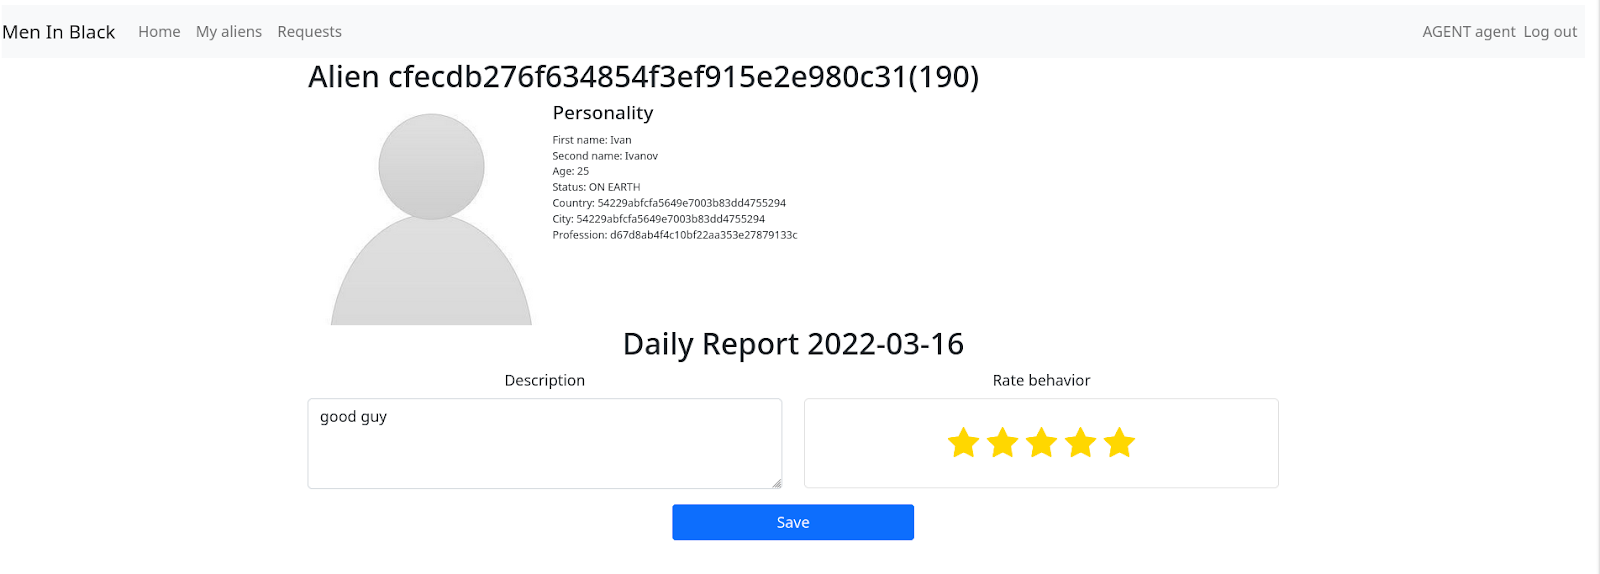 Men In Black Home My aliens Requests AGENT agent Log out
Alien cfecdb276f634854f3ef915e2e980c31(190)
Personality
First name: Ivan
Second name: Ivanov
Age: 25
Status: ON EARTH
Country: 54229abfcfa5649e7003b83dd4755294
City: 54229abfcfa5649e7003b83dd4755294
Profession: d67d8ab4f4c10bf22aa353e27879133c
Daily Report 2022-03-16
Description
Rate behavior
good guy
Save